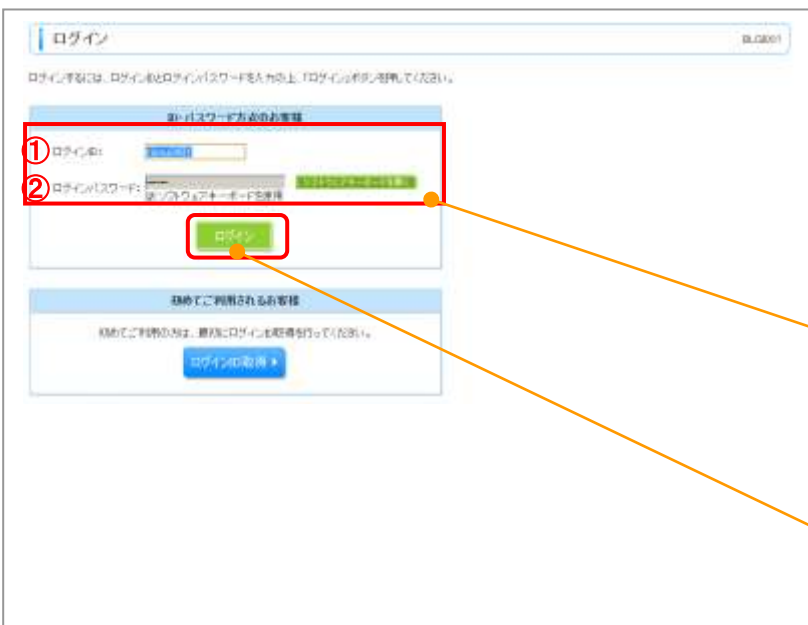 ログイン
BLGI001
ログインするには、ログインIDとログインパスワードを入力の上、「ログイン」ボタンを押してください。
ID・パスワード方式のお客様
① ログインID:
② ログインパスワード:
ソフトウェアキーボードを使用
ログイン
初めてご利用されるお客様
初めてご利用の方は、最初にログインID取得を行ってください。
ログインID取得